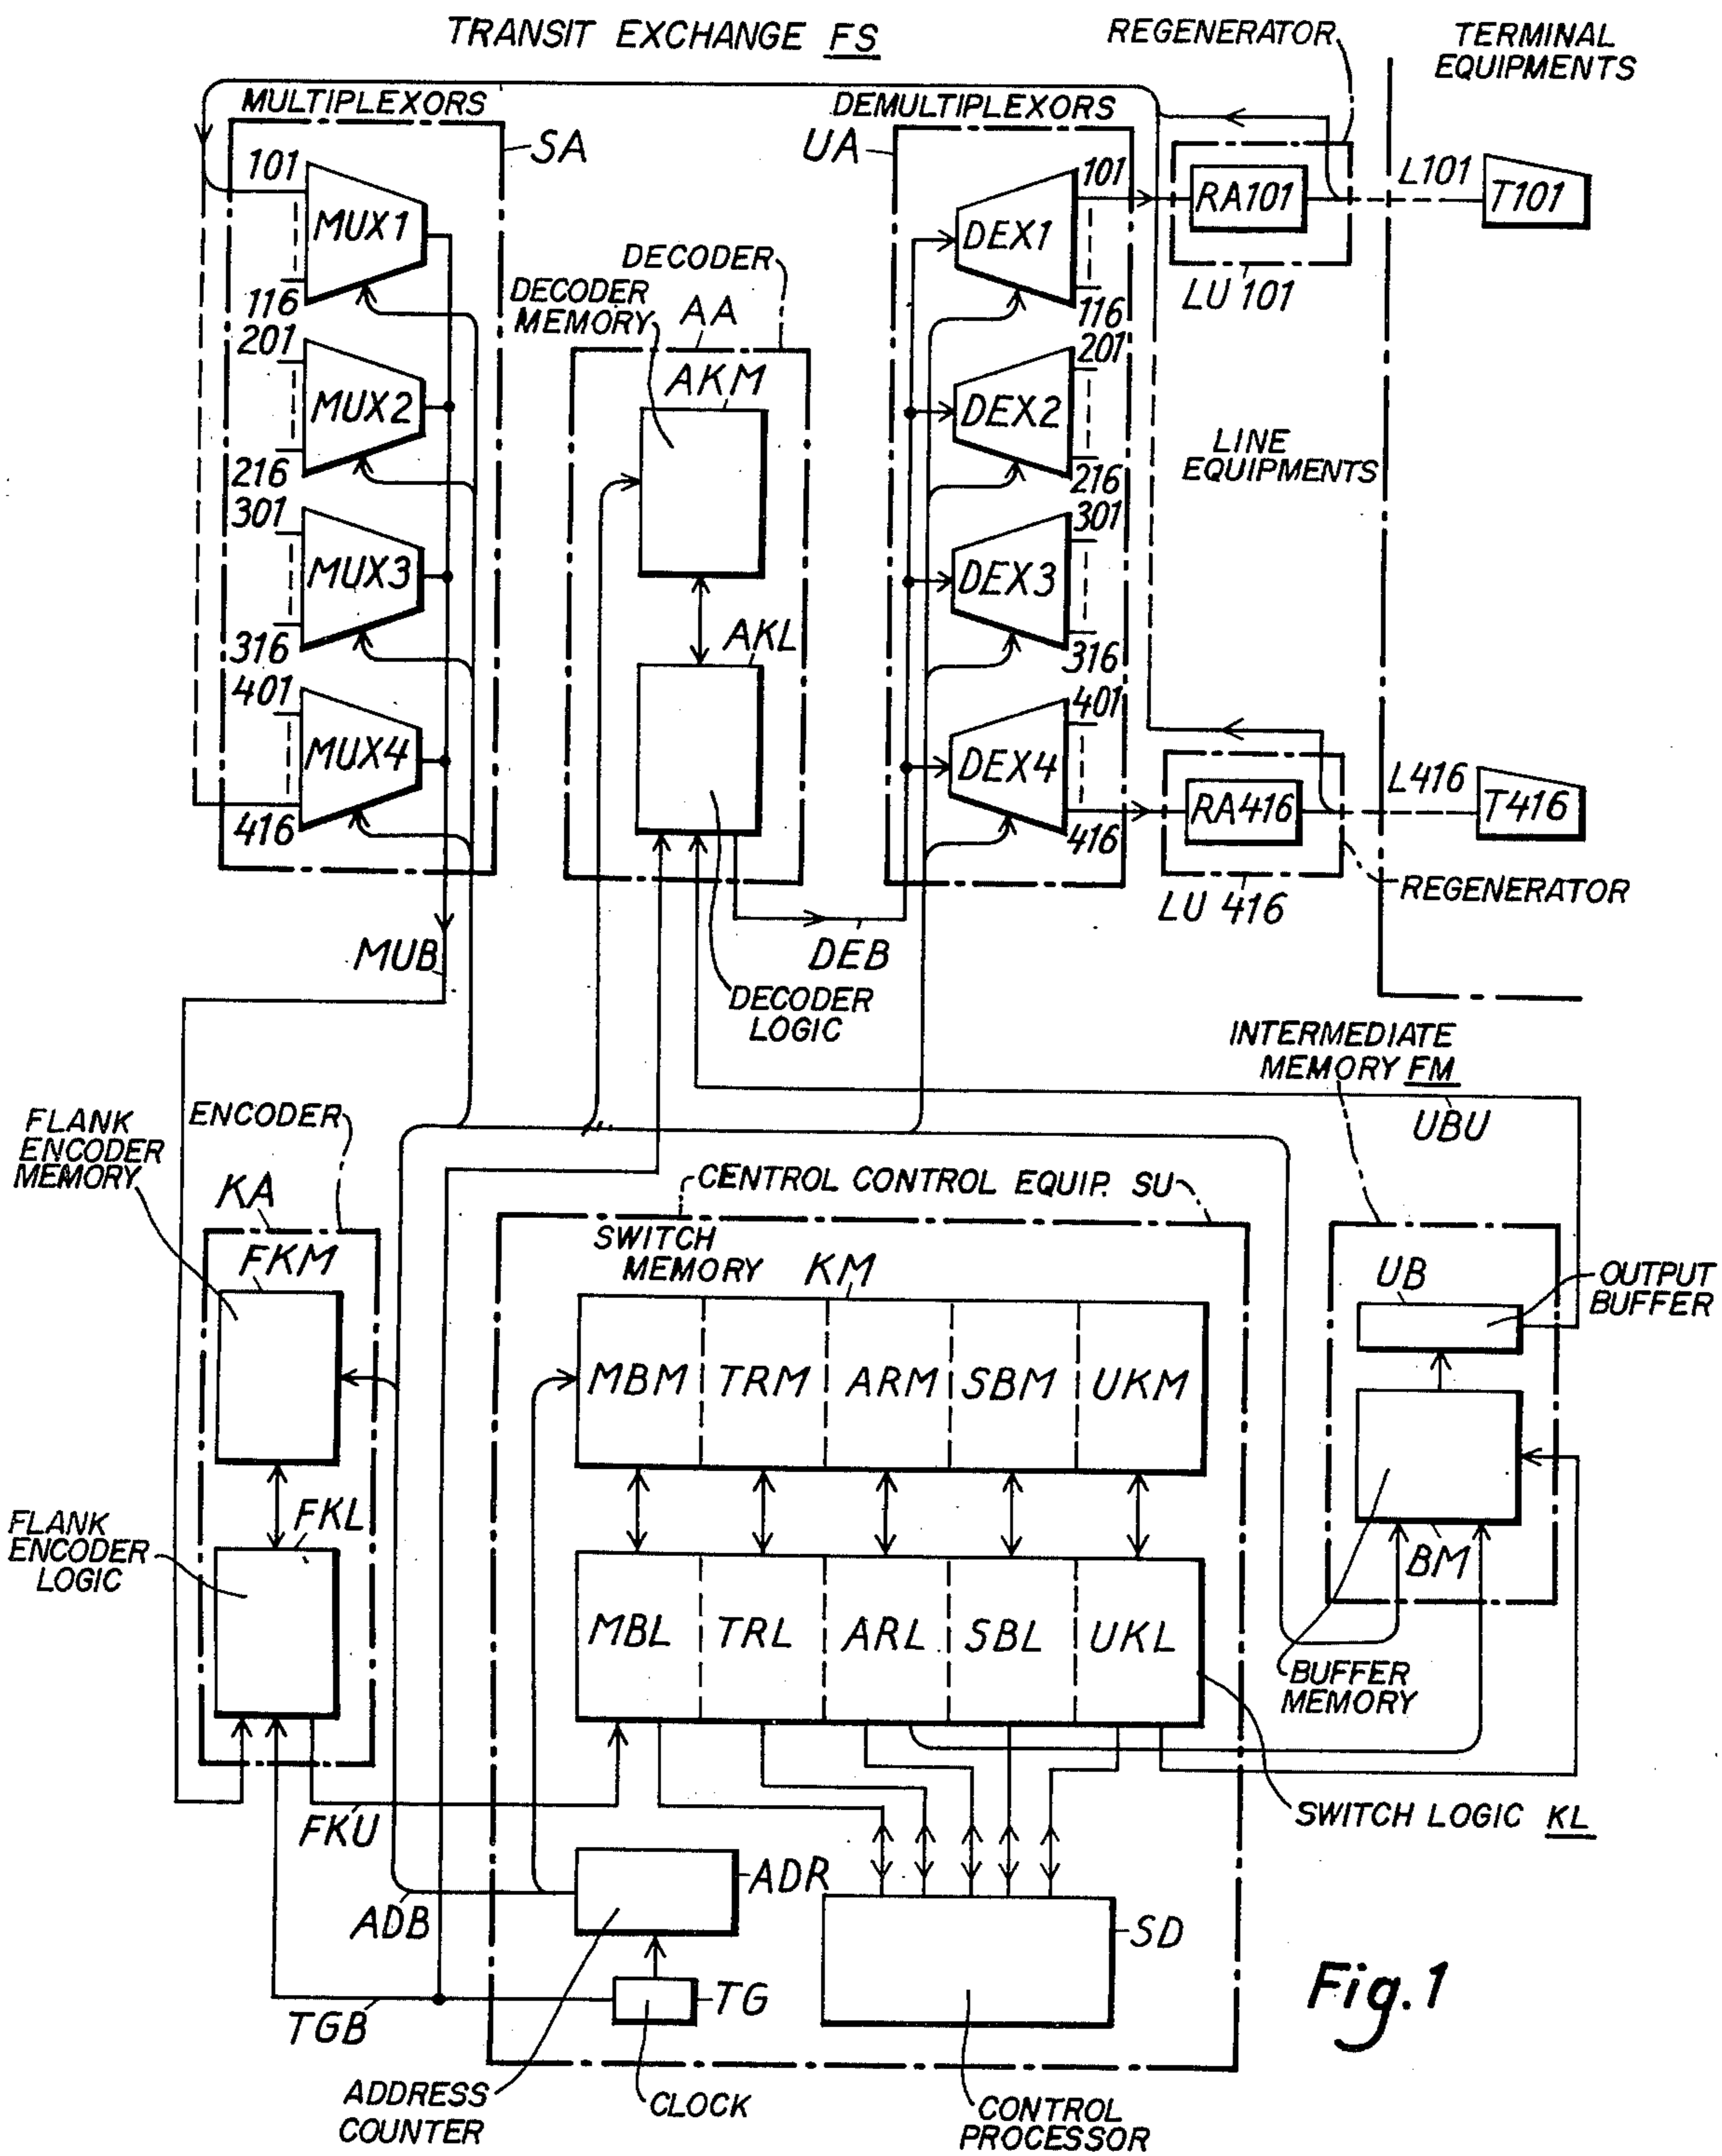 TRANSIT EXCHANGE FS
REGENERATOR
TERMINAL
EQUIPMENTS
MULTIPLEXORS
SA
DEMULTIPLEXORS
UA
101
MUX1
116
201
MUX2
216
301
MUX3
316
401
MUX4
416
DECODER
DECODER
MEMORY
AA
AKM
AKL
101
DEX1
116
201
DEX2
216
301
DEX3
316
401
DEX4
416
RA101
LU 101
L101
T101
LINE
EQUIPMENTS
RA416
LU 416
L416
T416
REGENERATOR
MUB
DEB
DECODER
LOGIC
INTERMEDIATE
MEMORY FM
UBU
FLANK
ENCODER
MEMORY
ENCODER
KA
FKM
FLANK
ENCODER
LOGIC
FKL
CENTROL CONTROL EQUIP. SU
SWITCH
MEMORY
KM
MBM
TRM
ARM
SBM
UKM
MBL
TRL
ARL
SBL
UKL
UB
OUTPUT
BUFFER
BM
BUFFER
MEMORY
SWITCH LOGIC KL
FKU
ADB
ADR
SD
TGB
TG
Fig.1
ADDRESS
COUNTER
CLOCK
CONTROL
PROCESSOR